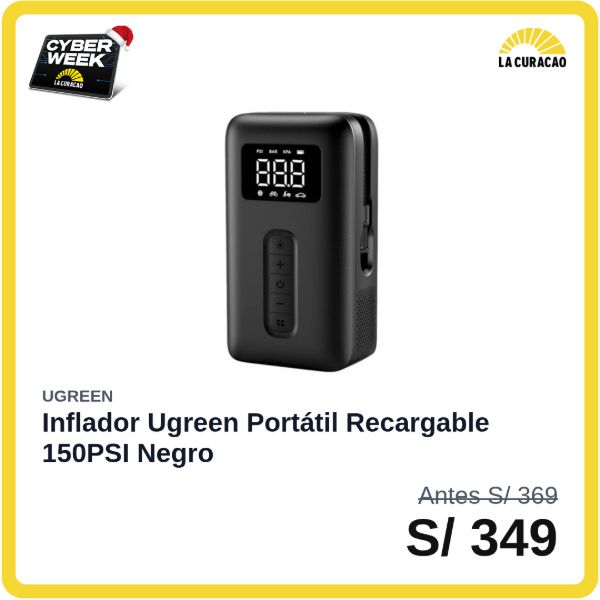 CYBER
WEEK
LA CURACAO
LA CURACAO
PSI BAR KPA
88.8
UGREEN
Inflador Ugreen Portátil Recargable
150PSI Negro
Antes S/ 369
S/ 349